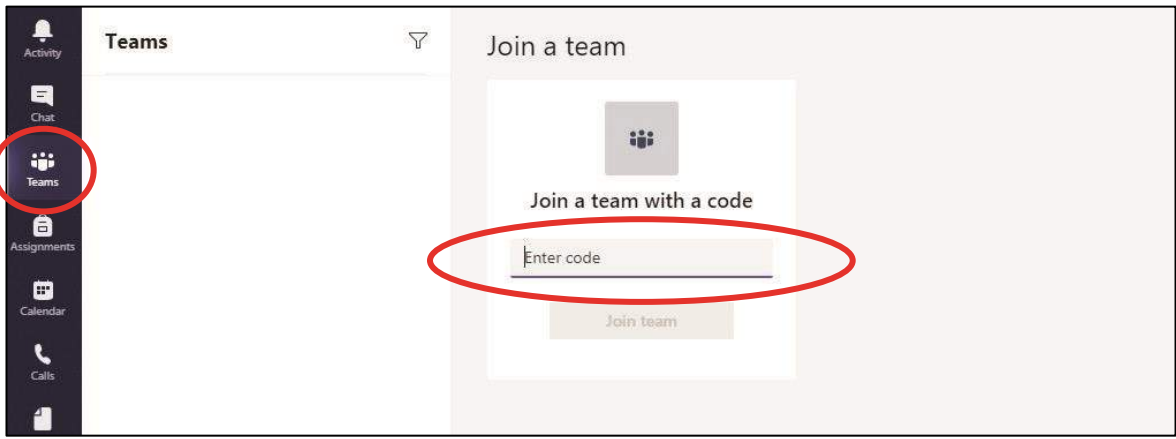 Activity
Chat
Teams
Assignments
Calendar
Calls
Teams
Join a team
Join a team with a code
Enter code
Join team